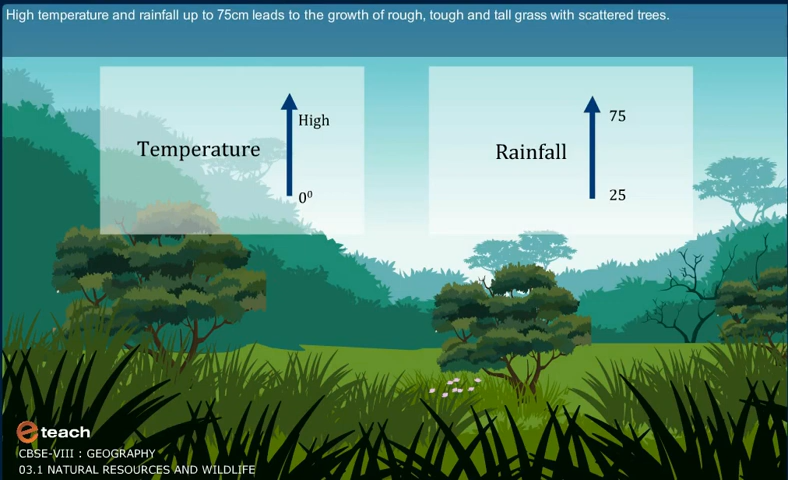 High temperature and rainfall up to 75cm leads to the growth of rough, tough and tall grass with scattered trees.
High
Temperature
0⁰
75
Rainfall
25
eteach
CBSE-VIII : GEOGRAPHY
03.1 NATURAL RESOURCES AND WILDLIFE